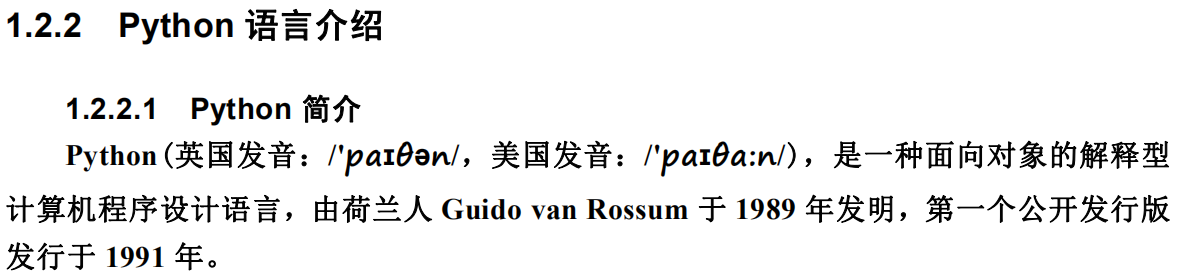 1.2.2 Python 语言介绍
1.2.2.1 Python 简介
Python(英国发音：/'paɪθən/，美国发音：/'paɪθa:n/)，是一种面向对象的解释型
计算机程序设计语言，由荷兰人 Guido van Rossum 于 1989 年发明，第一个公开发行版
发行于 1991 年。